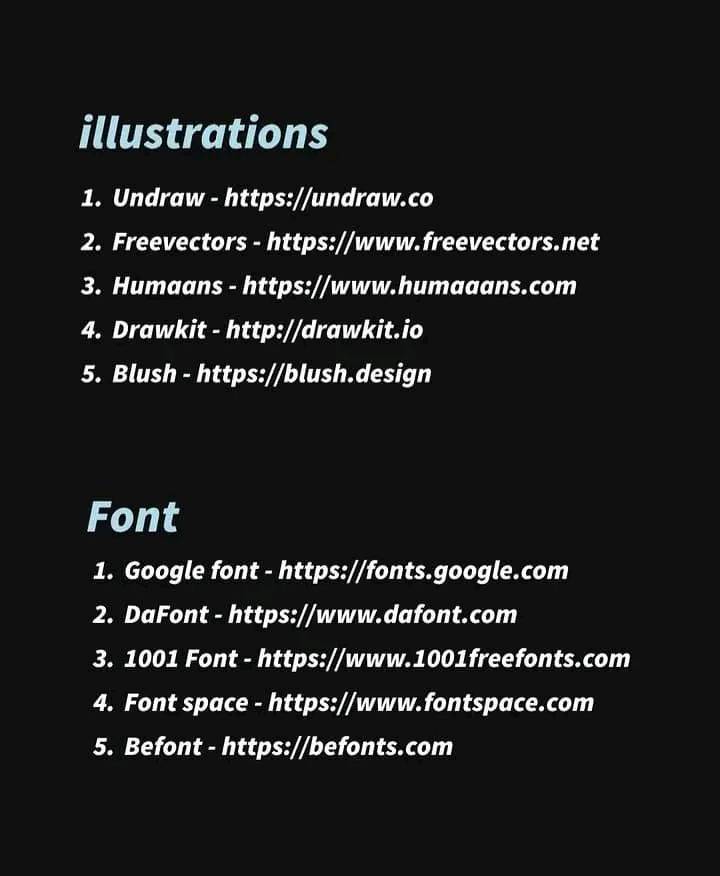 illustrations
1. Undraw - https://undraw.co
2. Freevectors - https://www.freevectors.net
3. Humaans - https://www.humaaans.com
4. Drawkit - http://drawkit.io
5. Blush - https://blush.design
Font
1. Google font - https://fonts.google.com
2. DaFont - https://www.dafont.com
3. 1001 Font - https://www.1001freefonts.com
4. Font space - https://www.fontspace.com
5. Befont - https://befonts.com